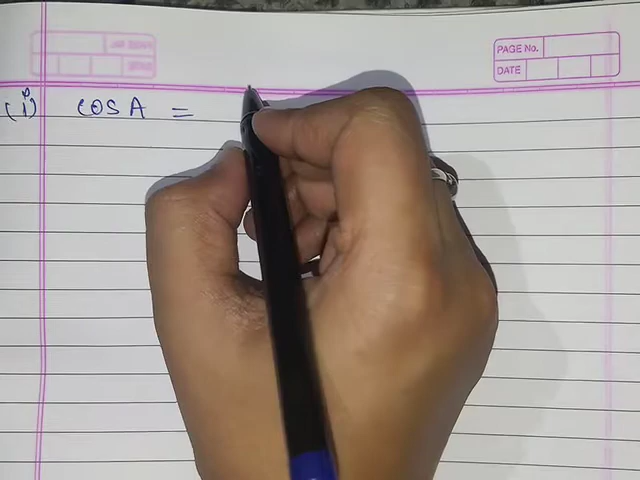 PAGE No.
DATE
(i) cos A =